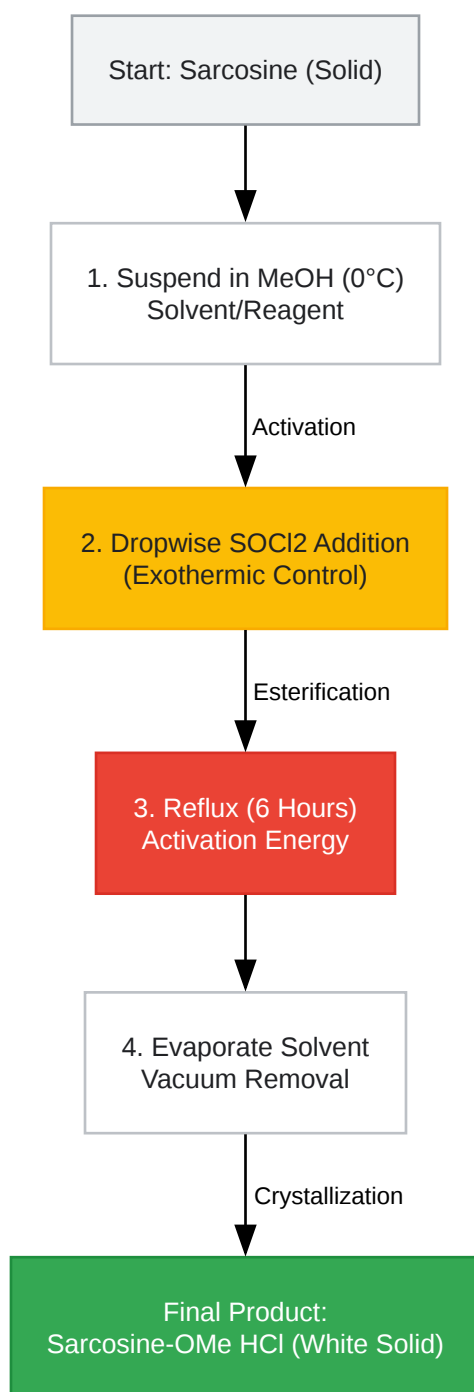 Start: Sarcosine (Solid)
1. Suspend in MeOH (0°C)
Solvent/Reagent
Activation
2. Dropwise SOCl2 Addition
(Exothermic Control)
Esterification
3. Reflux (6 Hours)
Activation Energy
4. Evaporate Solvent
Vacuum Removal
Crystallization
Final Product:
Sarcosine-OMe HCl (White Solid)